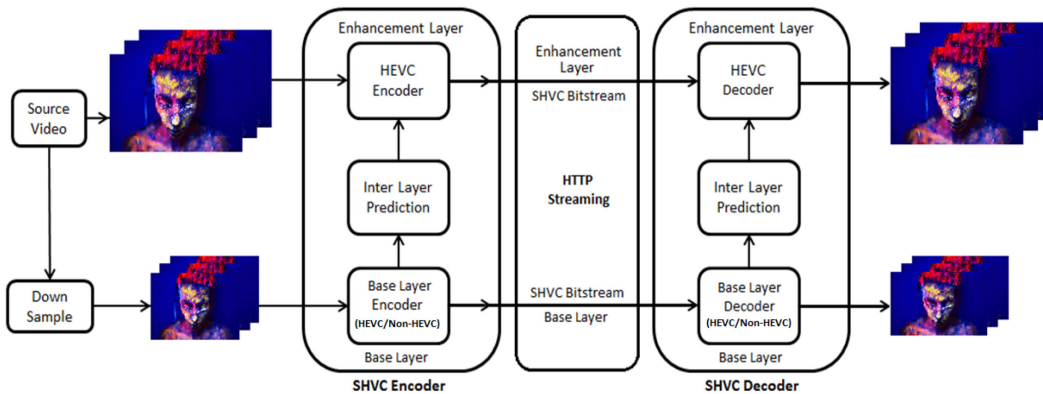 Source
Video
Down
Sample
Enhancement Layer
HEVC
Encoder
Inter Layer
Prediction
Base Layer
Encoder
(HEVC/Non-HEVC)
Base Layer
SHVC Encoder
Enhancement
Layer
SHVC Bitstream
HTTP
Streaming
SHVC Bitstream
Base Layer
Enhancement Layer
HEVC
Decoder
Inter Layer
Prediction
Base Layer
Decoder
(HEVC/Non-HEVC)
Base Layer
SHVC Decoder